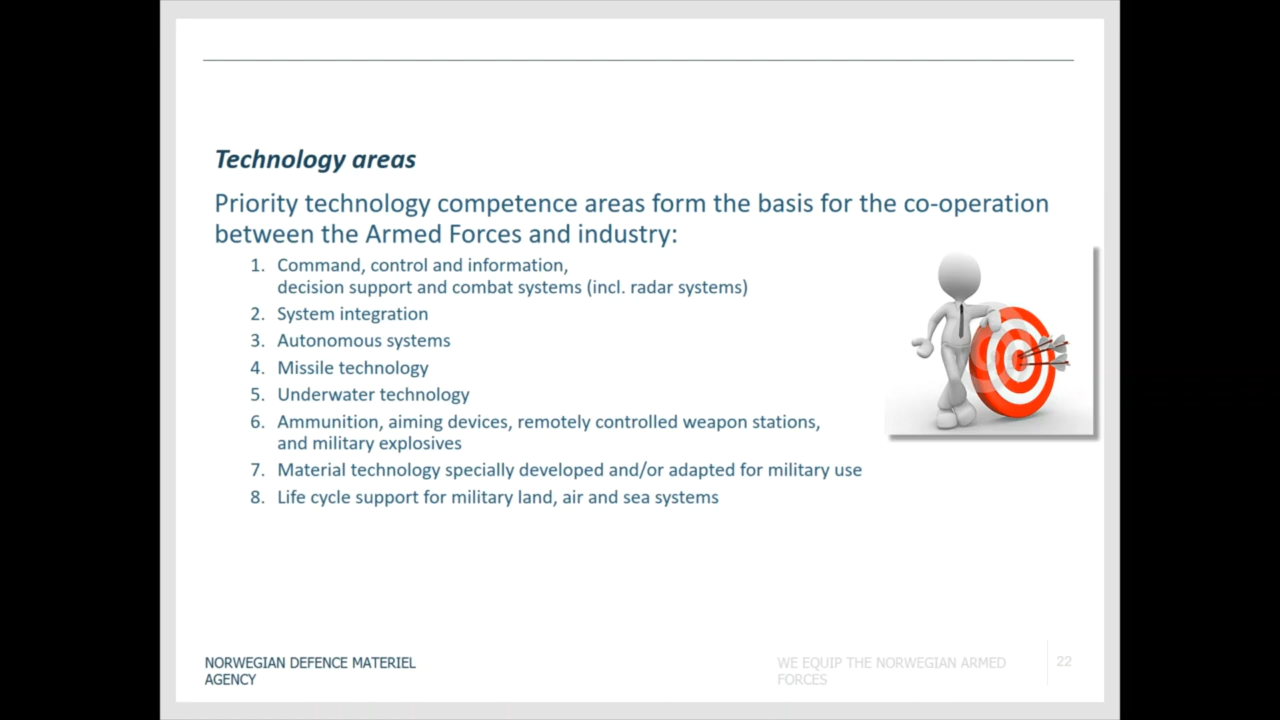 Technology areas
Priority technology competence areas form the basis for the co-operation
between the Armed Forces and industry:
1. Command, control and information,
decision support and combat systems (incl. radar systems)
2. System integration
3. Autonomous systems
4. Missile technology
5. Underwater technology
6. Ammunition, aiming devices, remotely controlled weapon stations,
and military explosives
7. Material technology specially developed and/or adapted for military use
8. Life cycle support for military land, air and sea systems
NORWEGIAN DEFENCE MATERIEL
AGENCY
WE EQUIP THE NORWEGIAN ARMED
FORCES
22